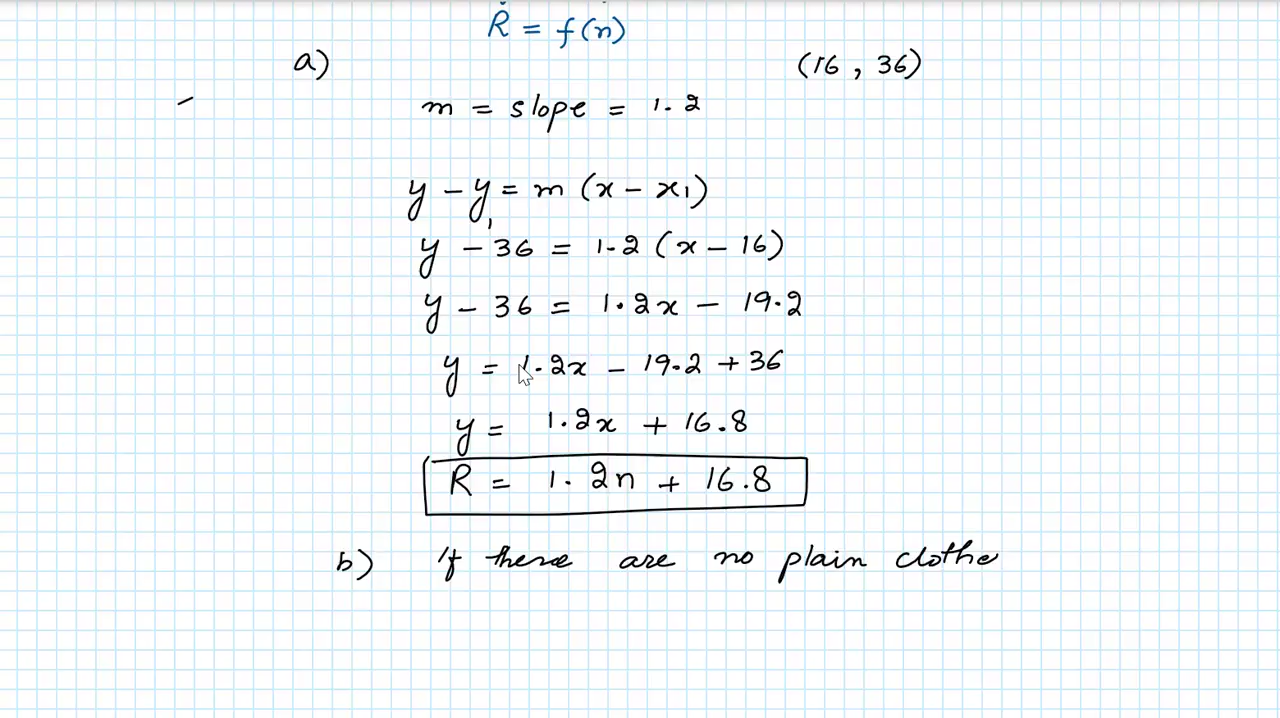 Ṙ = f(n)
a) (16, 36)
m = slope = 1.2
y - y₁ = m (x - x₁)
y - 36 = 1.2 (x - 16)
y - 36 = 1.2x - 19.2
y = 1.2x - 19.2 + 36
y = 1.2x + 16.8
R = 1.2n + 16.8
b) If there are no plain clothe